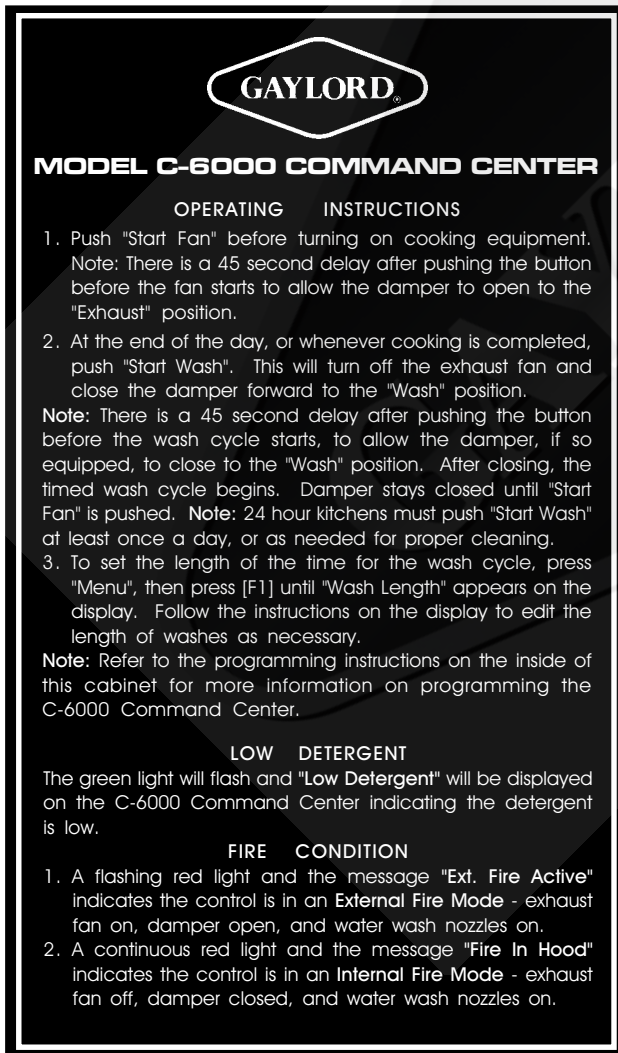 GAYLORD®
MODEL C-6000 COMMAND CENTER
OPERATING INSTRUCTIONS
1. Push "Start Fan" before turning on cooking equipment.
Note: There is a 45 second delay after pushing the button
before the fan starts to allow the damper to open to the
"Exhaust" position.
2. At the end of the day, or whenever cooking is completed,
push "Start Wash". This will turn off the exhaust fan and
close the damper forward to the "Wash" position.
Note: There is a 45 second delay after pushing the button
before the wash cycle starts, to allow the damper, if so
equipped, to close to the "Wash" position. After closing, the
timed wash cycle begins. Damper stays closed until "Start
Fan" is pushed. Note: 24 hour kitchens must push "Start Wash"
at least once a day, or as needed for proper cleaning.
3. To set the length of the time for the wash cycle, press
"Menu", then press [F1] until "Wash Length" appears on the
display. Follow the instructions on the display to edit the
length of washes as necessary.
Note: Refer to the programming instructions on the inside of
this cabinet for more information on programming the
C-6000 Command Center.
LOW DETERGENT
The green light will flash and "Low Detergent" will be displayed
on the C-6000 Command Center indicating the detergent
is low.
FIRE CONDITION
1. A flashing red light and the message "Ext. Fire Active"
indicates the control is in an External Fire Mode - exhaust
fan on, damper open, and water wash nozzles on.
2. A continuous red light and the message "Fire In Hood"
indicates the control is in an Internal Fire Mode - exhaust
fan off, damper closed, and water wash nozzles on.